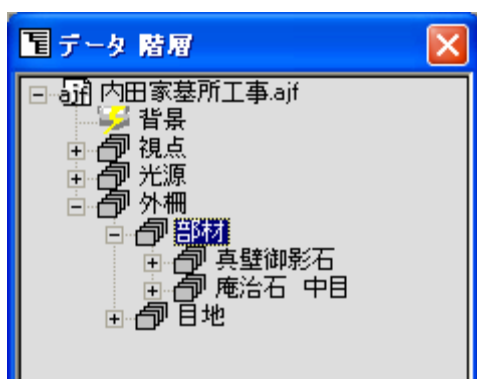 データ 階層
ajf 内田家墓所工事.ajf
背景
視点
光源
外柵
部材
真壁御影石
庵治石 中目
目地